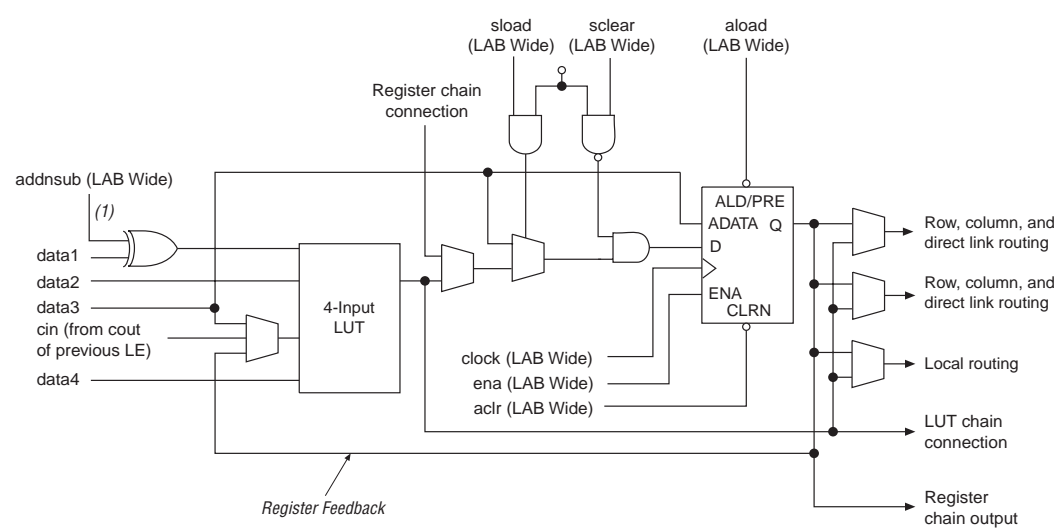 sload
(LAB Wide)
sclear
(LAB Wide)
aload
(LAB Wide)
Register chain
connection
addnsub (LAB Wide)
(1)
data1
data2
data3
cin (from cout
of previous LE)
data4
4-Input
LUT
ALD/PRE
ADATA Q
D
ENA
CLRN
clock (LAB Wide)
ena (LAB Wide)
aclr (LAB Wide)
Row, column, and
direct link routing
Row, column, and
direct link routing
Local routing
LUT chain
connection
Register
chain output
Register Feedback